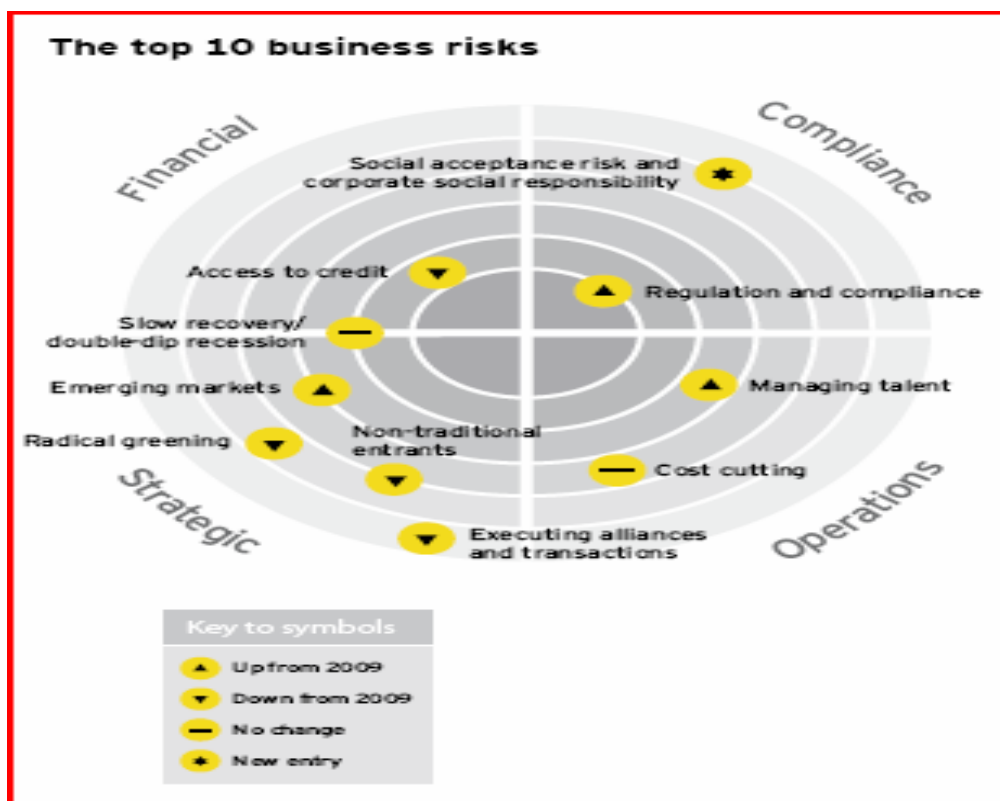 The top 10 business risks
Financial
Compliance
Social acceptance risk and
corporate social responsibility
Access to credit
Regulation and compliance
Slow recovery/
double-dip recession
Emerging markets
Managing talent
Radical greening
Non-traditional
entrants
Cost cutting
Strategic
Operations
Executing alliances
and transactions
Key to symbols
Up from 2009
Down from 2009
No change
New entry